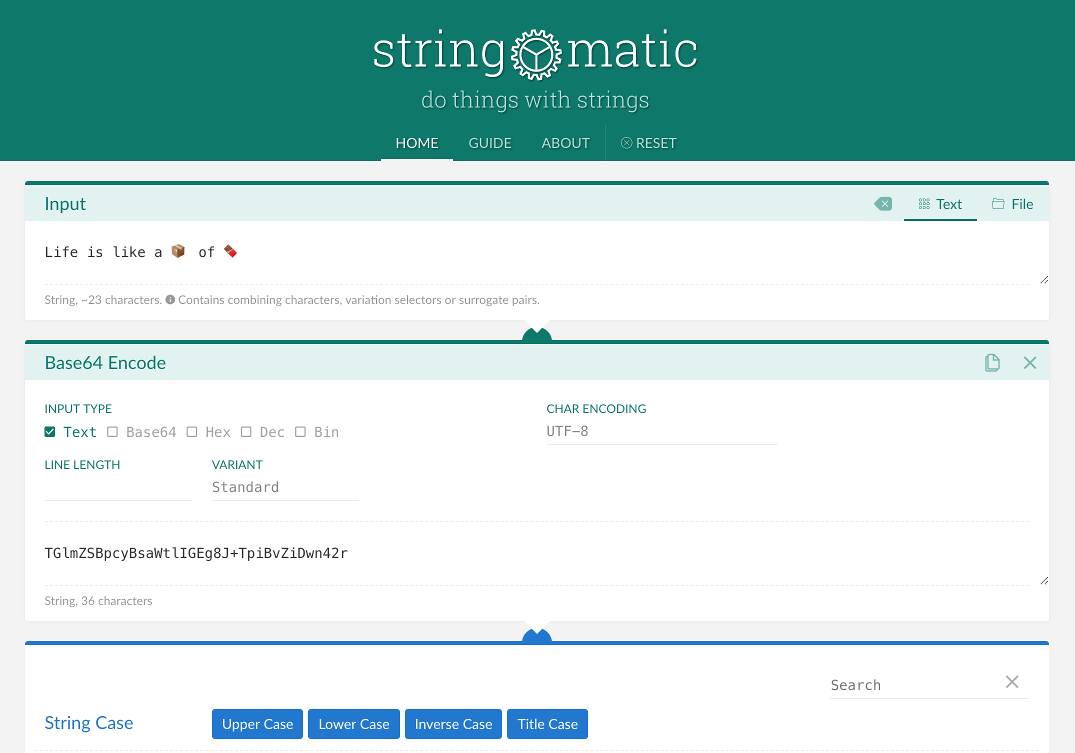 string matic
do things with strings
HOME GUIDE ABOUT RESET
Input Text File
Life is like a 📦 of 🍫
String, ~23 characters. Contains combining characters, variation selectors or surrogate pairs.
Base64 Encode
INPUT TYPE CHAR ENCODING
Text Base64 Hex Dec Bin UTF-8
LINE LENGTH VARIANT
Standard
TGlmZSBpcyBsaWtlIGEg8J+TpiBvZiDwn42r
String, 36 characters
Search
String Case Upper Case Lower Case Inverse Case Title Case